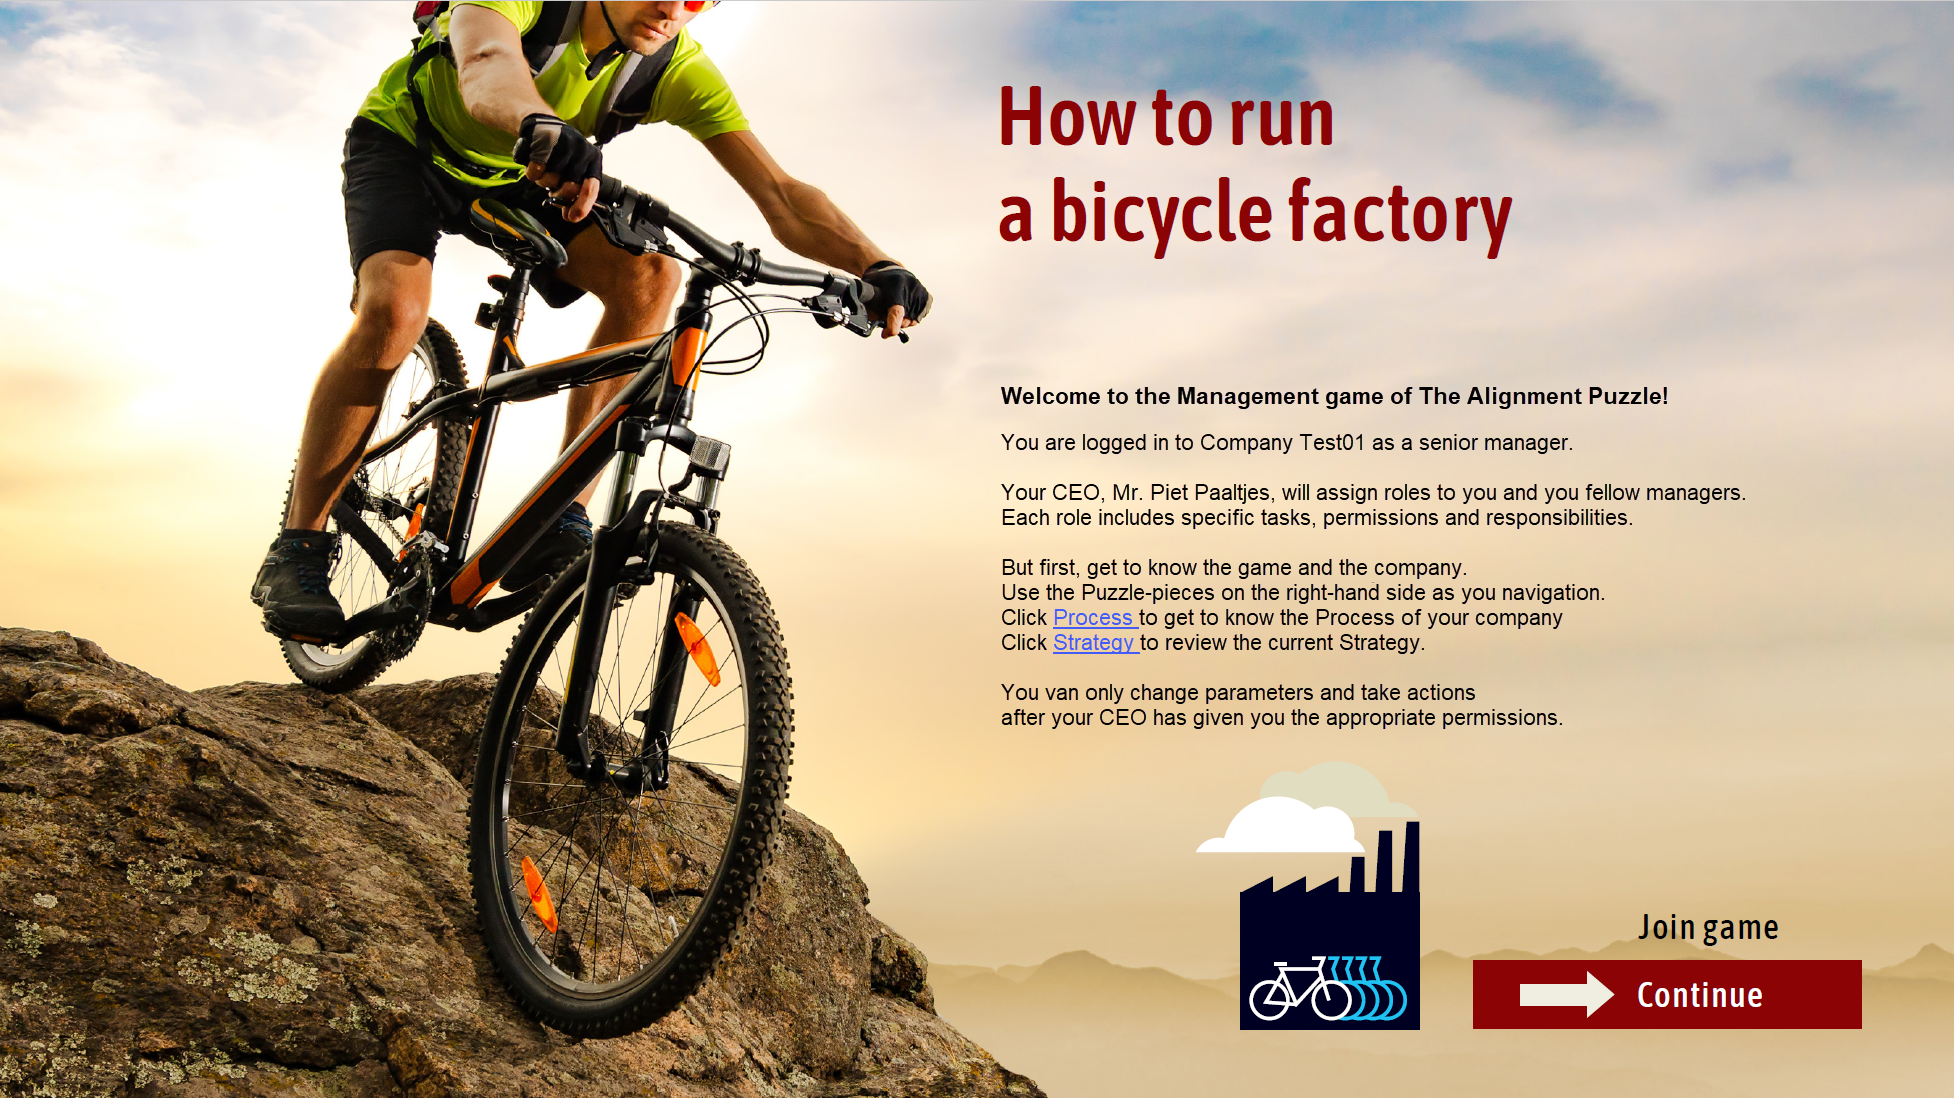 How to run
a bicycle factory
Welcome to the Management game of The Alignment Puzzle!
You are logged in to Company Test01 as a senior manager.
Your CEO, Mr. Piet Paaltjes, will assign roles to you and you fellow managers.
Each role includes specific tasks, permissions and responsibilities.
But first, get to know the game and the company.
Use the Puzzle-pieces on the right-hand side as you navigation.
Click Process to get to know the Process of your company
Click Strategy to review the current Strategy.
You van only change parameters and take actions
after your CEO has given you the appropriate permissions.
Join game
Continue